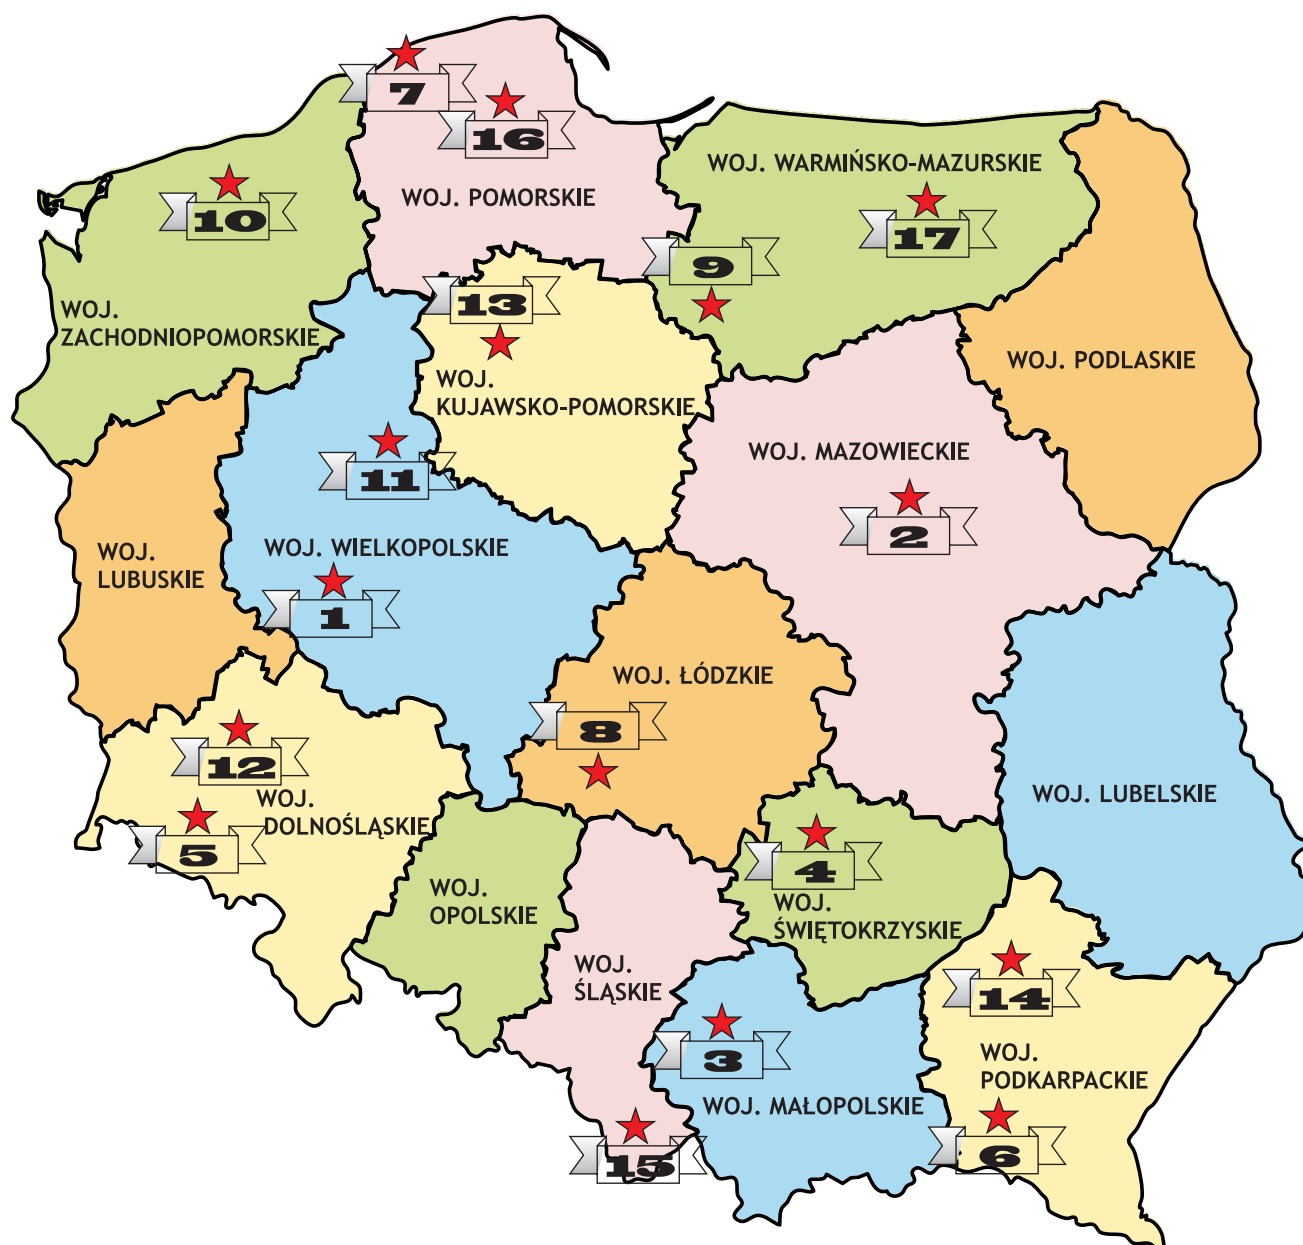 7
16
WOJ. WARMIŃSKO-MAZURSKIE
WOJ. POMORSKIE
10
17
9
13
WOJ.
ZACHODNIOPOMORSKIE
WOJ. PODLASKIE
WOJ.
KUJAWSKO-POMORSKIE
WOJ. MAZOWIECKIE
11
2
WOJ. WIELKOPOLSKIE
WOJ.
LUBUSKIE
1
WOJ. ŁÓDZKIE
8
12
WOJ. LUBELSKIE
WOJ.
DOLNOŚLĄSKIE
5
4
WOJ.
OPOLSKIE
WOJ.
ŚWIĘTOKRZYSKIE
WOJ.
ŚLĄSKIE
14
3
WOJ.
PODKARPACKIE
WOJ. MAŁOPOLSKIE
15
6